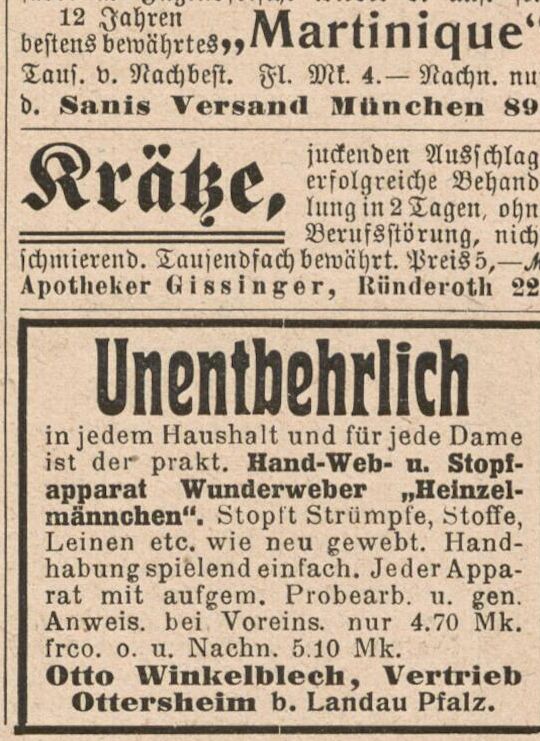 12 Jahren
bestens bewährtes „Martinique“
Taus. v. Nachbest. Fl. Mk. 4.— Nachn. nu
d. Sanis Versand München 89
Krätze,
juckenden Ausschlag
erfolgreiche Behand
lung in 2 Tagen, ohn
Berufsstörung, nich
schmierend. Tausendfach bewährt. Preis 5,—
Apotheker Gissinger, Ründeroth 22
Unentbehrlich
in jedem Haushalt und für jede Dame
ist der prakt. Hand-Web- u. Stopf-
apparat Wunderweber „Heinzel-
männchen“. Stopft Strümpfe, Stoffe,
Leinen etc. wie neu gewebt. Hand-
habung spielend einfach. Jeder Appa-
rat mit aufgem. Probearb. u. gen.
Anweis. bei Voreins. nur 4.70 Mk.
frco. o. u. Nachn. 5.10 Mk.
Otto Winkelblech, Vertrieb
Ottersheim b. Landau Pfalz.